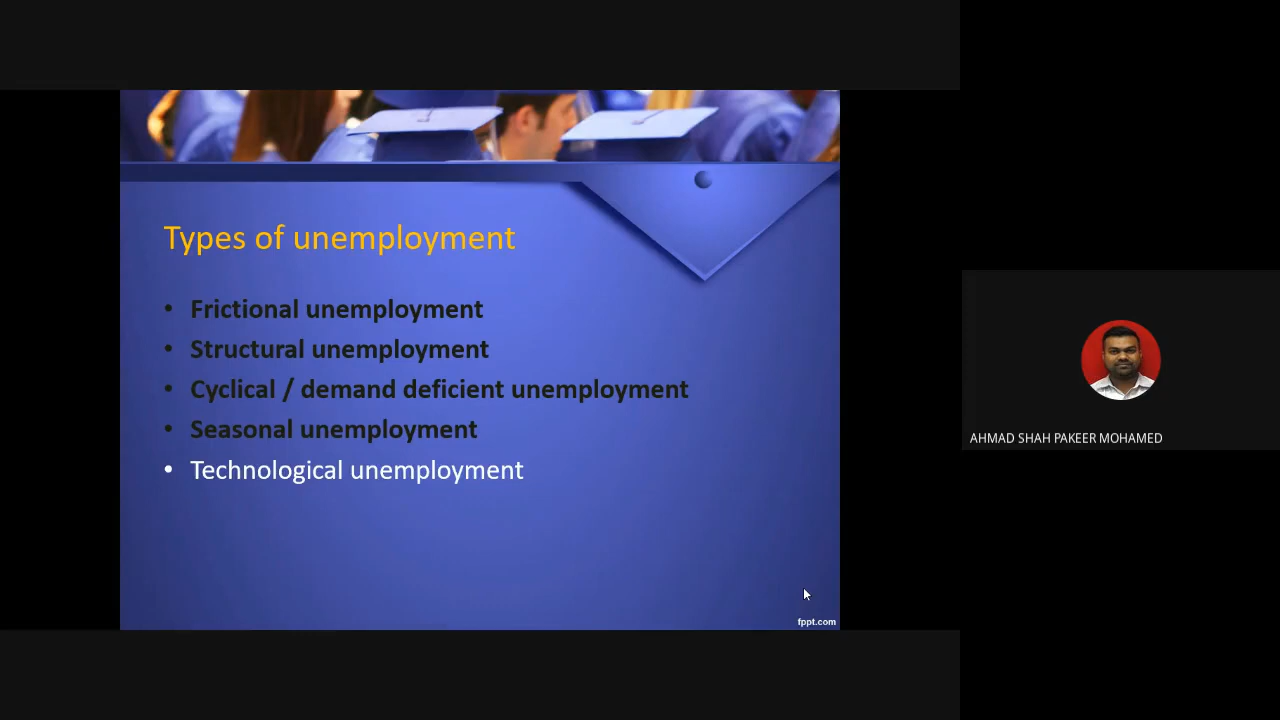 Types of unemployment
• Frictional unemployment
• Structural unemployment
• Cyclical / demand deficient unemployment
• Seasonal unemployment
• Technological unemployment
fppt.com
AHMAD SHAH PAKEER MOHAMED